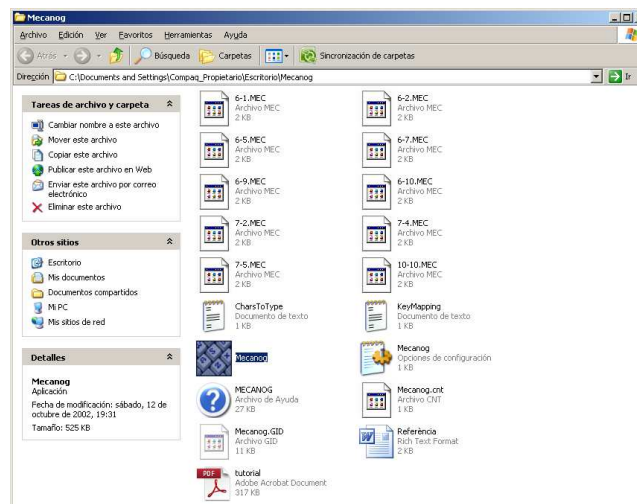 Mecanog
Archivo Edición Ver Favoritos Herramientas Ayuda
Atrás Búsqueda Carpetas Sincronización de carpetas
Dirección C:\Documents and Settings\Compaq_Propietario\Escritorio\Mecanog Ir
Tareas de archivo y carpeta
Cambiar nombre a este archivo
Mover este archivo
Copiar este archivo
Publicar este archivo en Web
Enviar este archivo por correo
electrónico
Eliminar este archivo
Otros sitios
Escritorio
Mis documentos
Documentos compartidos
Mi PC
Mis sitios de red
Detalles
Mecanog
Aplicación
Fecha de modificación: sábado, 12 de
octubre de 2002, 19:31
Tamaño: 525 KB
6-1.MEC
Archivo MEC
2 KB
6-2.MEC
Archivo MEC
2 KB
6-5.MEC
Archivo MEC
2 KB
6-7.MEC
Archivo MEC
2 KB
6-9.MEC
Archivo MEC
2 KB
6-10.MEC
Archivo MEC
2 KB
7-2.MEC
Archivo MEC
2 KB
7-4.MEC
Archivo MEC
2 KB
7-5.MEC
Archivo MEC
2 KB
10-10.MEC
Archivo MEC
2 KB
CharsToType
Documento de texto
1 KB
KeyMapping
Documento de texto
1 KB
Mecanog
Mecanog
Opciones de configuración
1 KB
MECANOG
Archivo de Ayuda
27 KB
Mecanog.cnt
Archivo CNT
1 KB
Mecanog.GID
Archivo GID
11 KB
Referència
Rich Text Format
2 KB
PDF
tutorial
Adobe Acrobat Document
317 KB